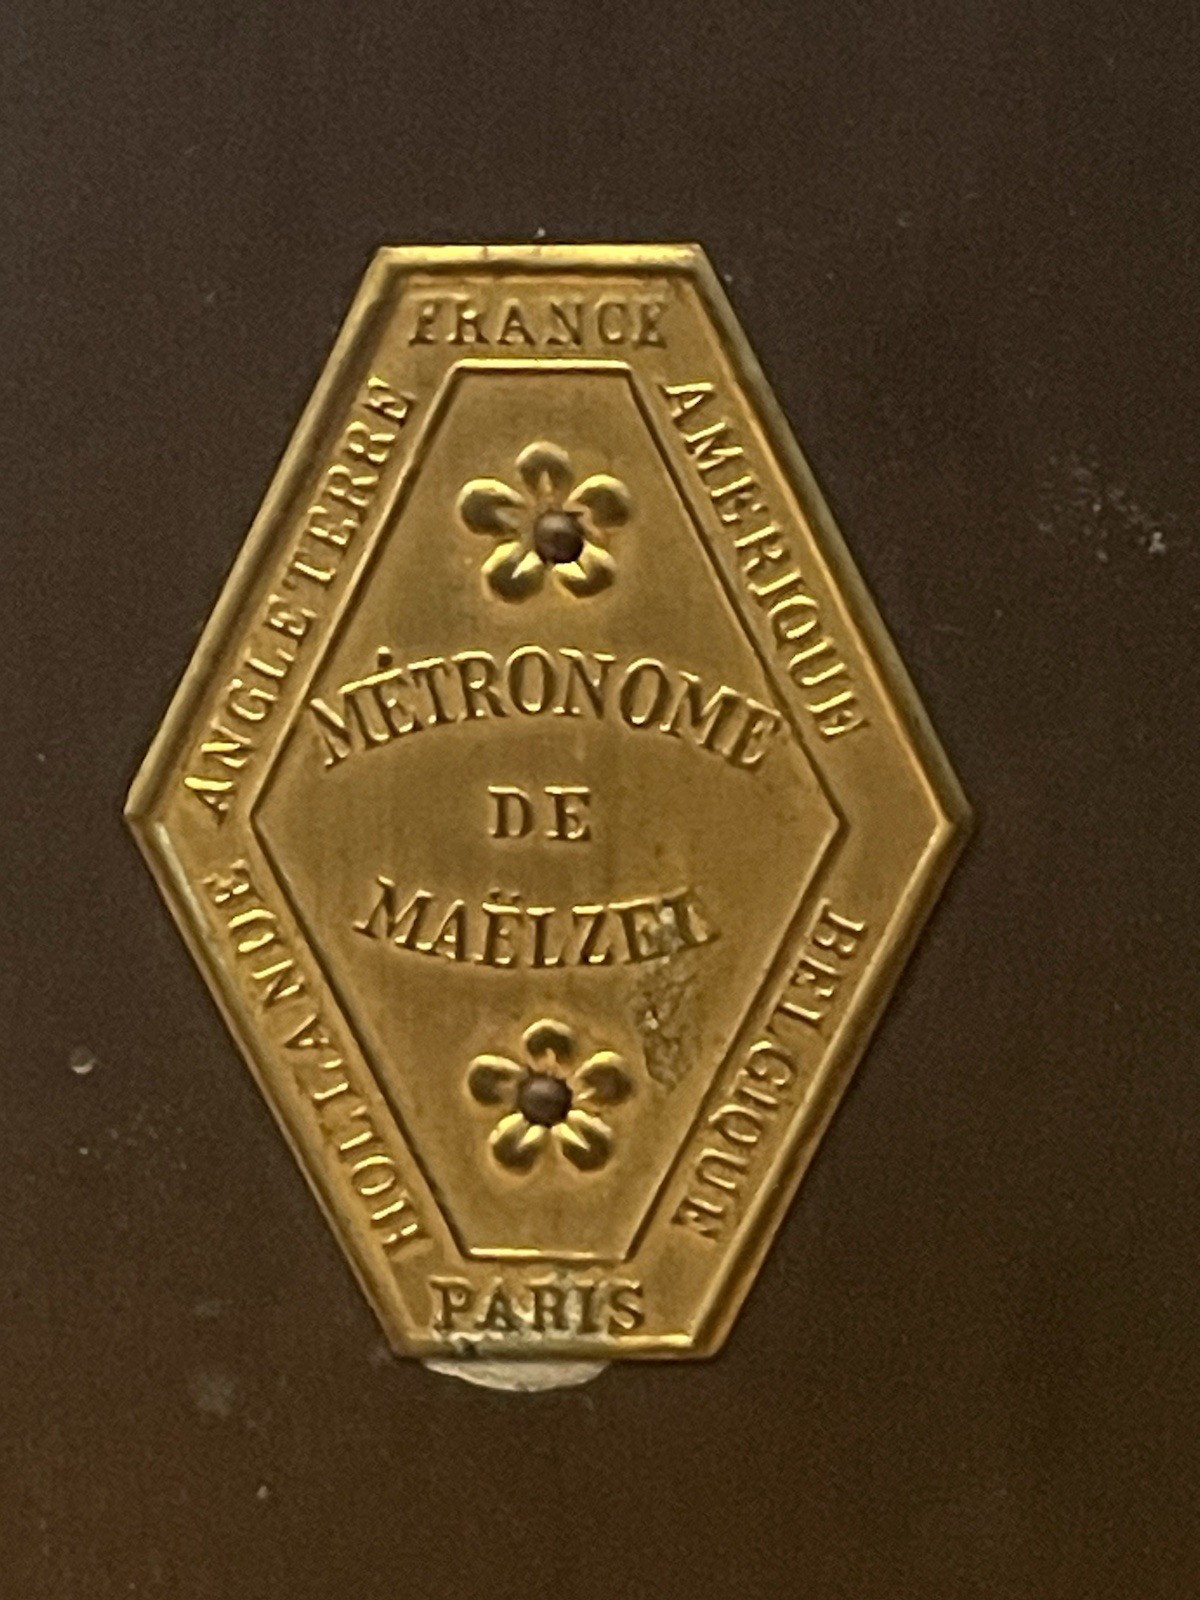 FRANCE
AMERIQUE
BELGIQUE
PARIS
HOLLANDE
ANGLETERRE
MÉTRONOME
DE
MAËLZEL